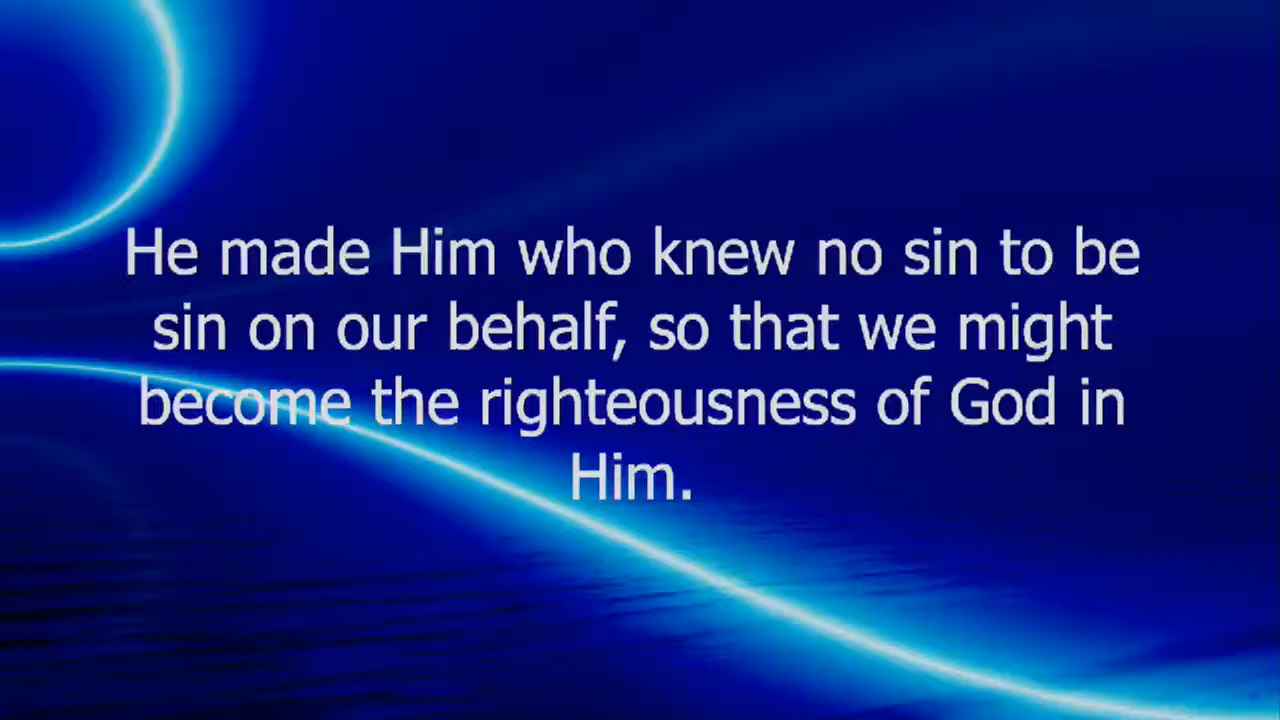 He made Him who knew no sin to be
sin on our behalf, so that we might
become the righteousness of God in
Him.